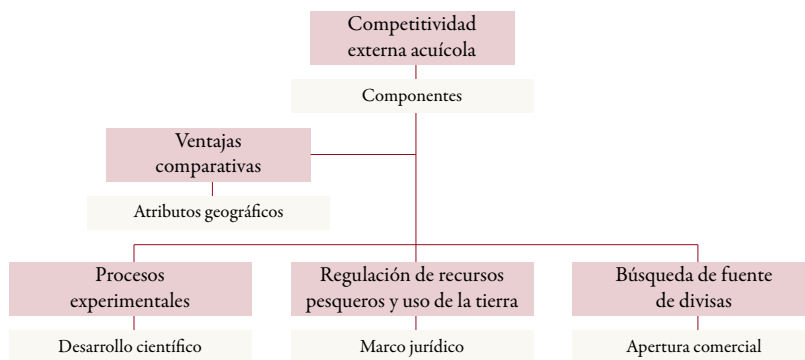 Competitividad
externa acuícola
Componentes
Ventajas
comparativas
Atributos geográficos
Procesos
experimentales
Desarrollo científico
Regulación de recursos
pesqueros y uso de la tierra
Marco jurídico
Búsqueda de fuente
de divisas
Apertura comercial